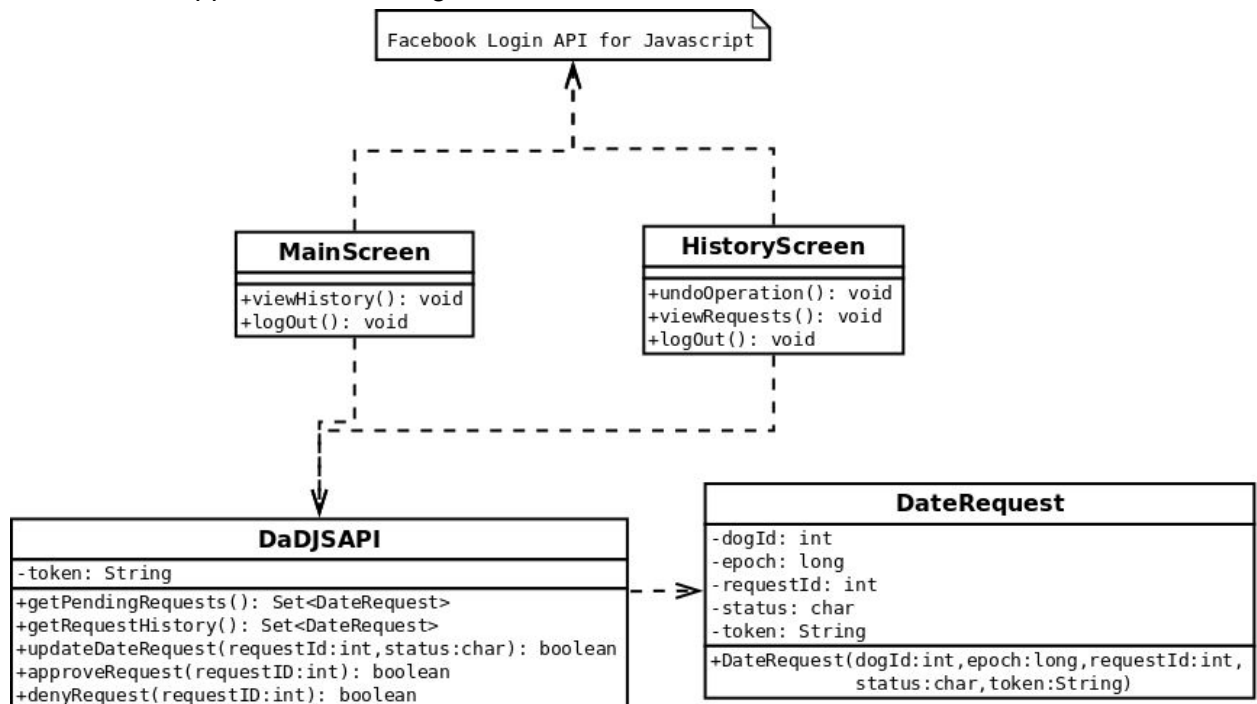 Facebook Login API for Javascript
MainScreen
+viewHistory(): void
+logOut(): void
HistoryScreen
+undoOperation(): void
+viewRequests(): void
+logOut(): void
DaDJSAPI
-token: String
+getPendingRequests(): Set<DateRequest>
+getRequestHistory(): Set<DateRequest>
+updateDateRequest(requestId:int,status:char): boolean
+approveRequest(requestID:int): boolean
+denyRequest(requestID:int): boolean
DateRequest
-dogId: int
-epoch: long
-requestId: int
-status: char
-token: String
+DateRequest(dogId:int,epoch:long,requestId:int,
status:char,token:String)